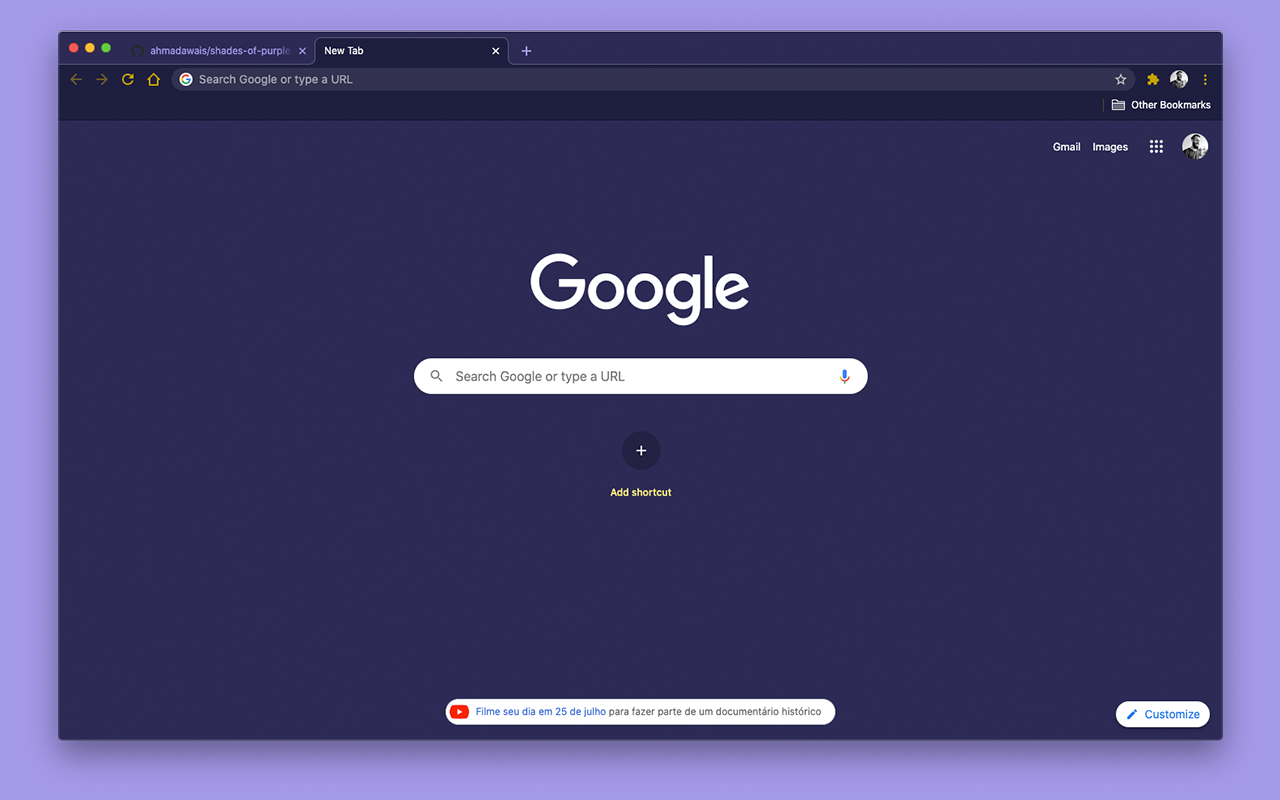 ahmadawais/shades-of-purple
New Tab
Search Google or type a URL
Other Bookmarks
Gmail Images
Google
Search Google or type a URL
Add shortcut
Filme seu dia em 25 de julho para fazer parte de um documentário histórico
Customize